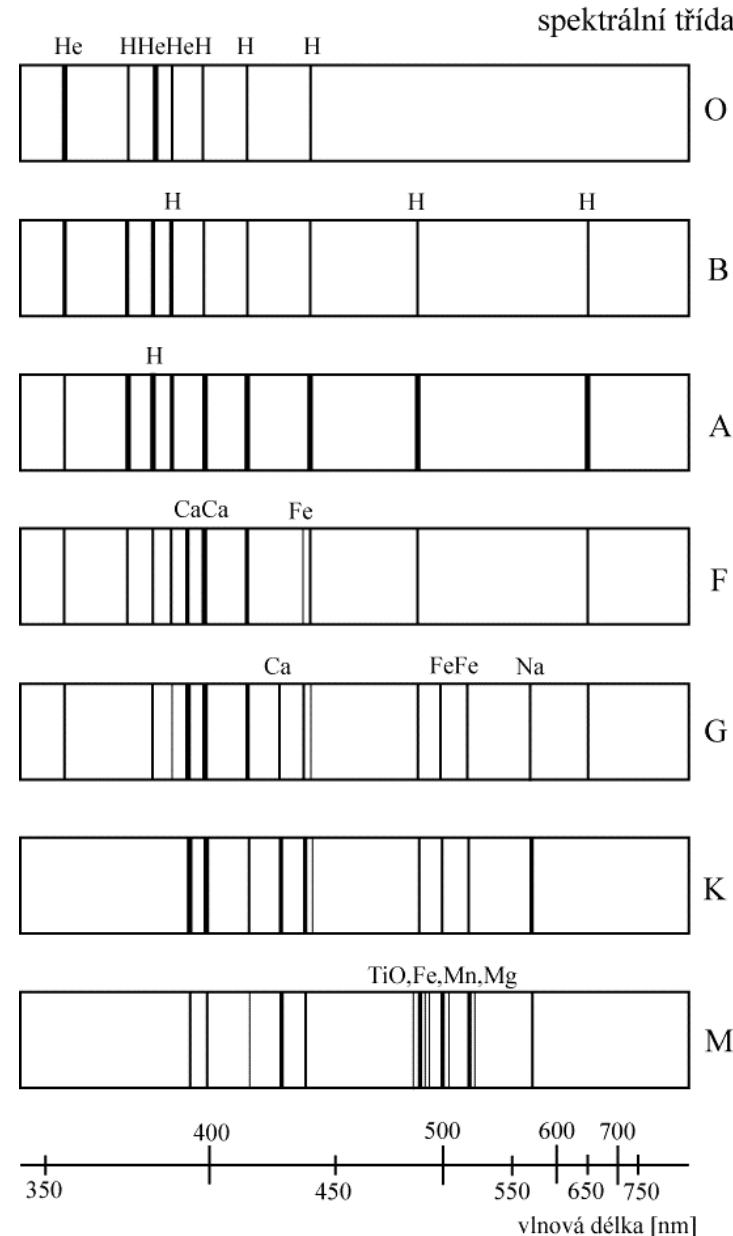 spektrální třída
He HHeHeH H H
O
H H H
B
H
A
CaCa Fe
F
Ca FeFe Na
G
K
TiO,Fe,Mn,Mg
M
400 500 600 700
350 450 550 650 750
vlnová délka [nm]